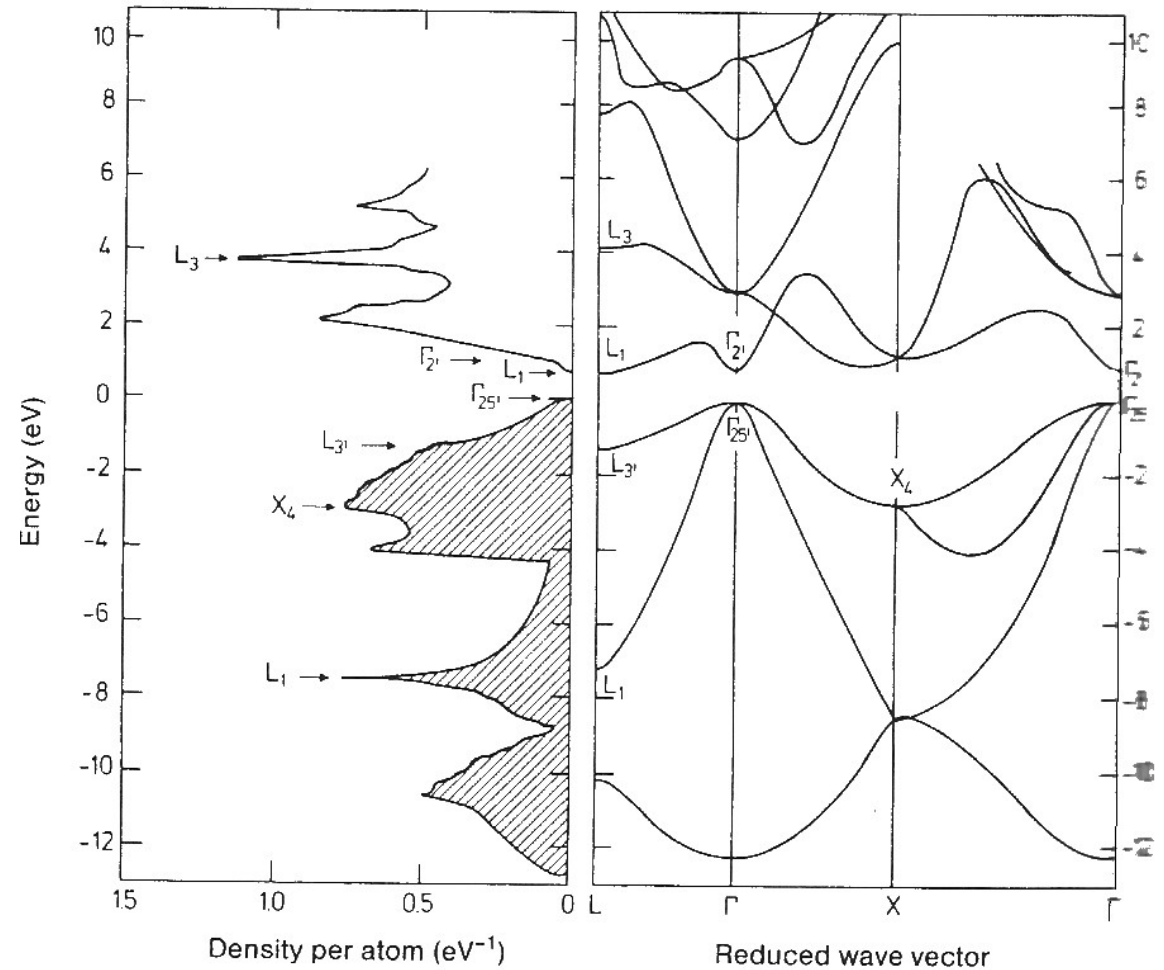 10
8
6
4
2
0
-2
-4
-6
-8
-10
-12
Energy (eV)
L₃
Γ₂'
L₁
Γ₂₅'
L₃'
X₄
L₁
1.5 1.0 0.5 0
Density per atom (eV⁻¹)
L₃
L₁
Γ₂'
Γ₂₅'
L₃'
X₄
L₁
10
8
6
4
2
-2
-4
L Γ X Γ
Reduced wave vector